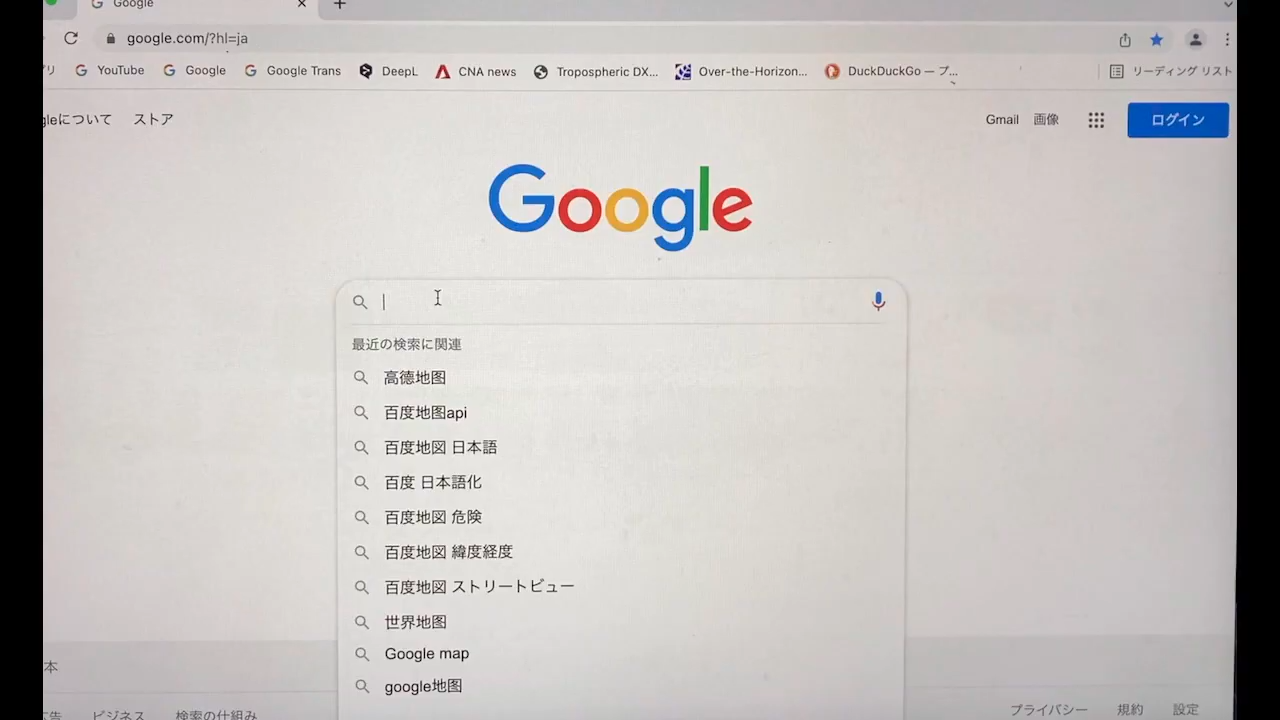 Google
google.com/?hl=ja
YouTube Google Google Trans DeepL CNA news Tropospheric DX... Over-the-Horizon... DuckDuckGo — プ... リーディング リスト
gleについて ストア Gmail 画像 ログイン
Google
最近の検索に関連
高德地图
百度地图api
百度地図 日本語
百度 日本語化
百度地図 危険
百度地図 緯度経度
百度地図 ストリートビュー
世界地图
Google map
google地图
本
広告 ビジネス 検索の仕組み プライバシー 規約 設定